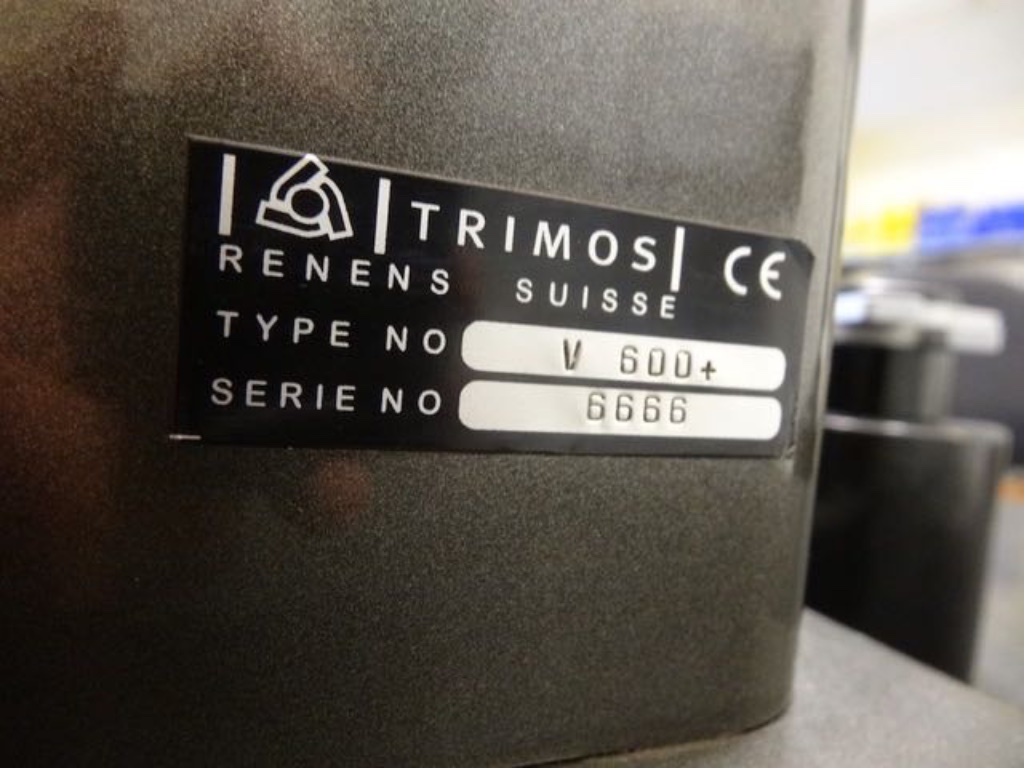 TRIMOS CE
RENENS SUISSE
TYPE NO V 600+
SERIE NO 6666